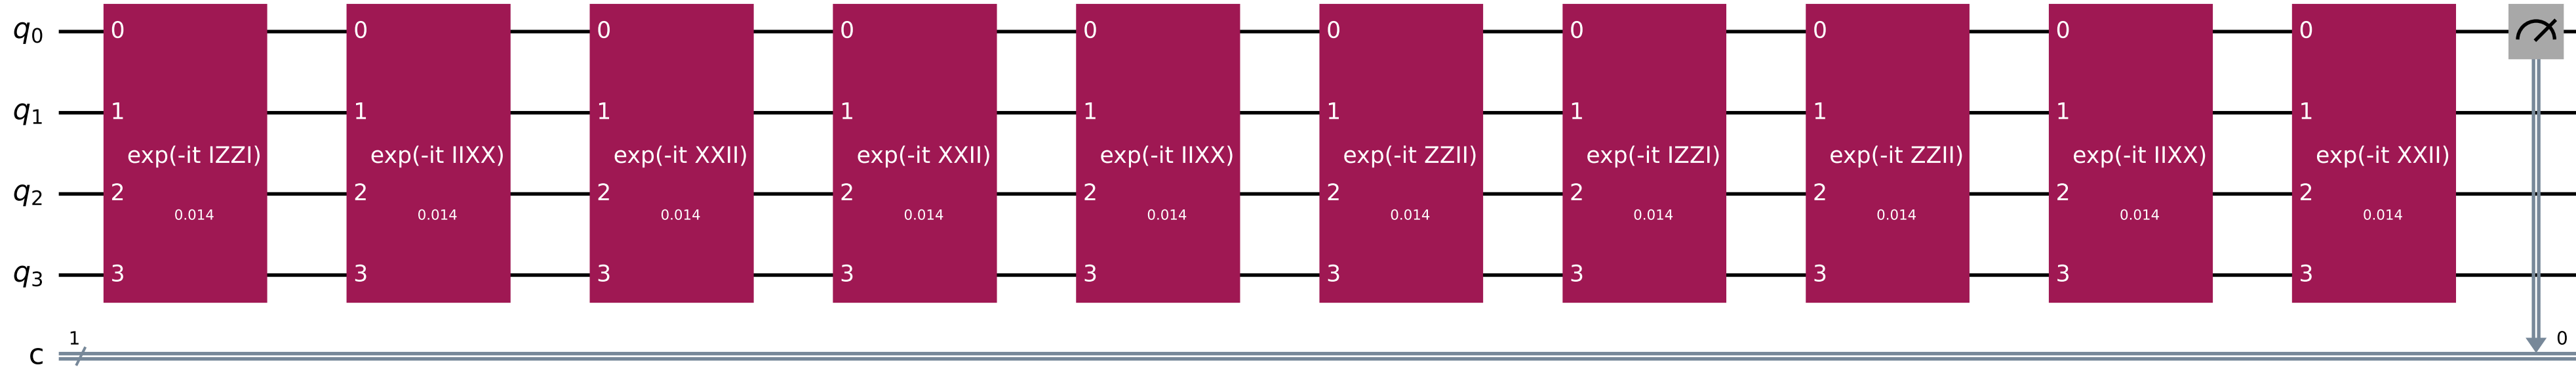 q0 0 0 0 0 0 0 0 0 0 0
q1 1 1 1 1 1 1 1 1 1 1
exp(-it IZZI) exp(-it IIXX) exp(-it XXII) exp(-it XXII) exp(-it IIXX) exp(-it ZZII) exp(-it IZZI) exp(-it ZZII) exp(-it IIXX) exp(-it XXII)
q2 2 2 2 2 2 2 2 2 2 2
0.014 0.014 0.014 0.014 0.014 0.014 0.014 0.014 0.014 0.014
q3 3 3 3 3 3 3 3 3 3 3
1 0
c